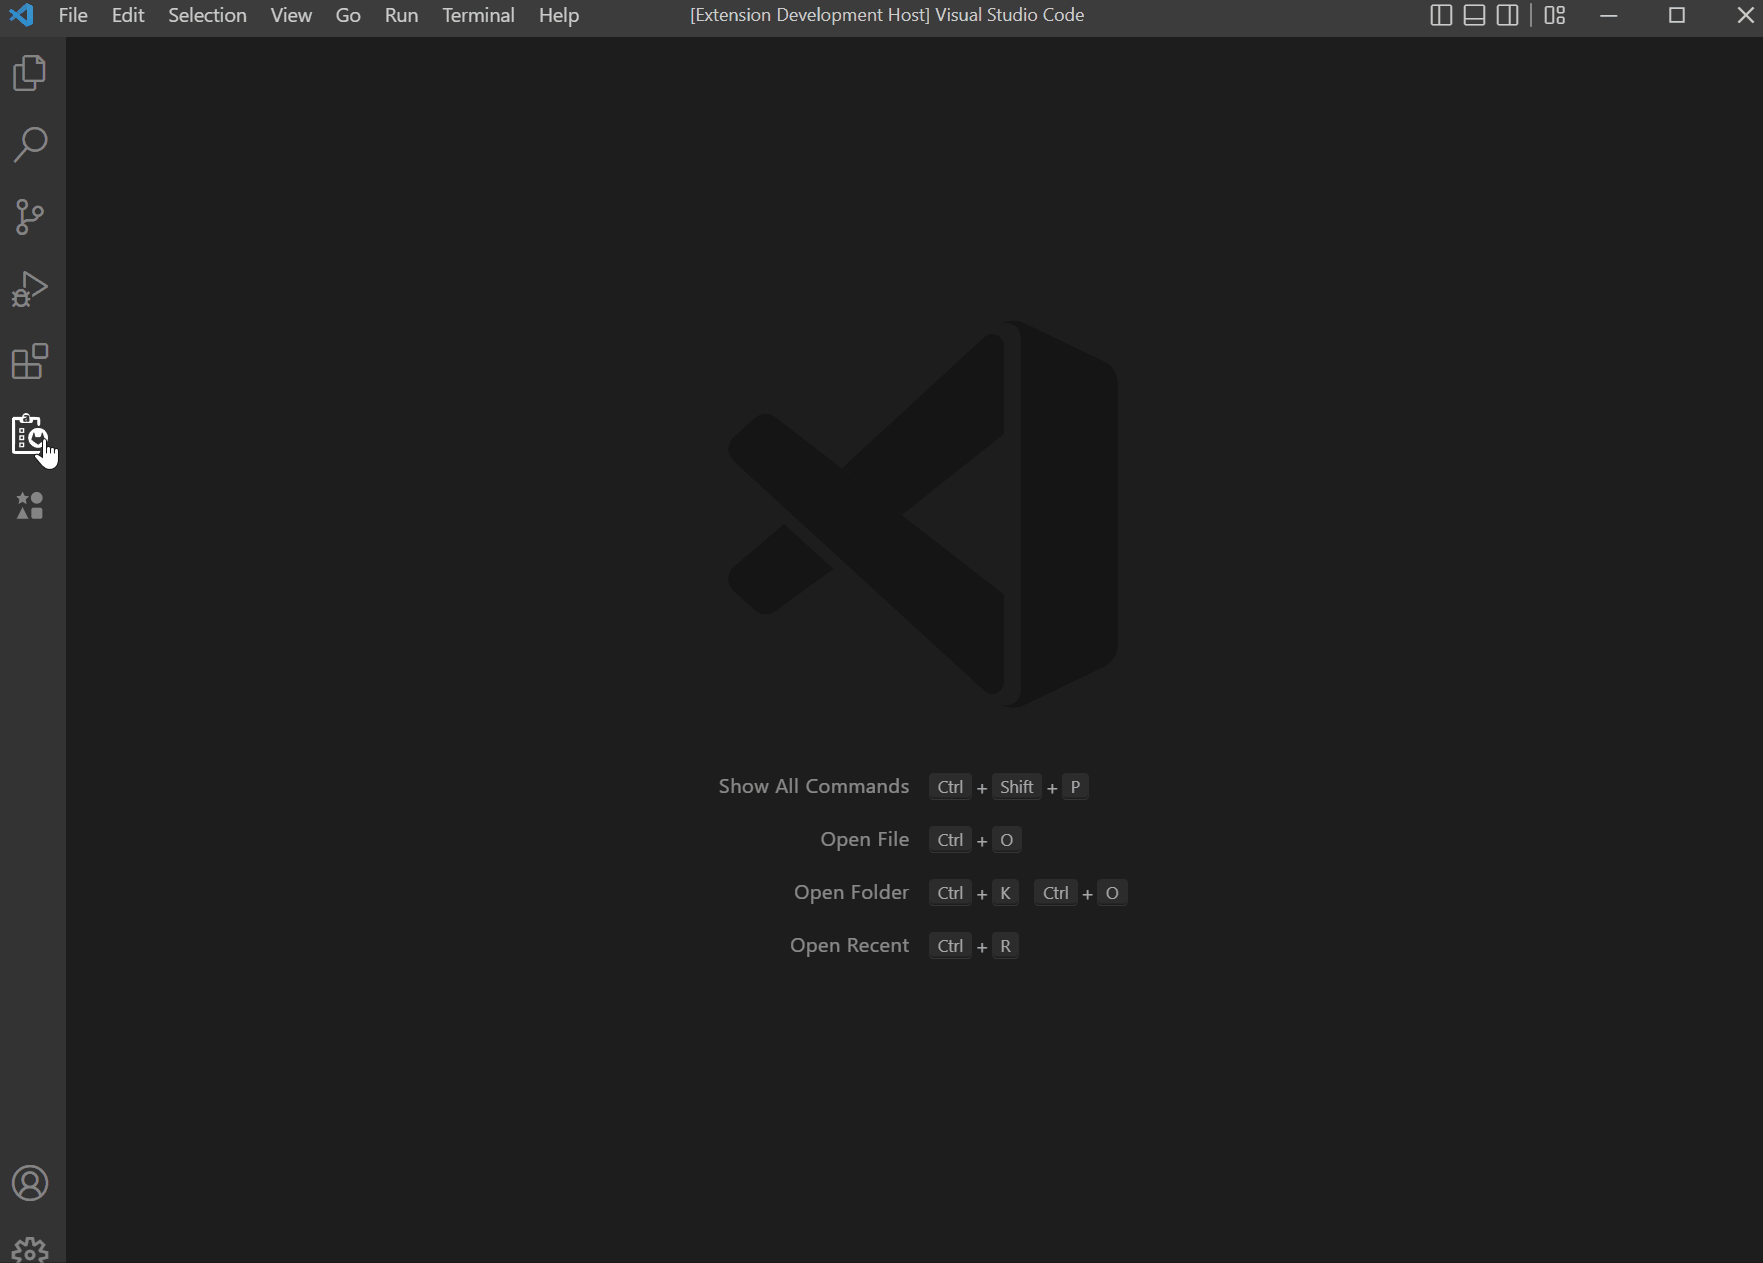 File Edit Selection View Go Run Terminal Help [Extension Development Host] Visual Studio Code
Show All Commands Ctrl + Shift + P
Open File Ctrl + O
Open Folder Ctrl + K Ctrl + O
Open Recent Ctrl + R